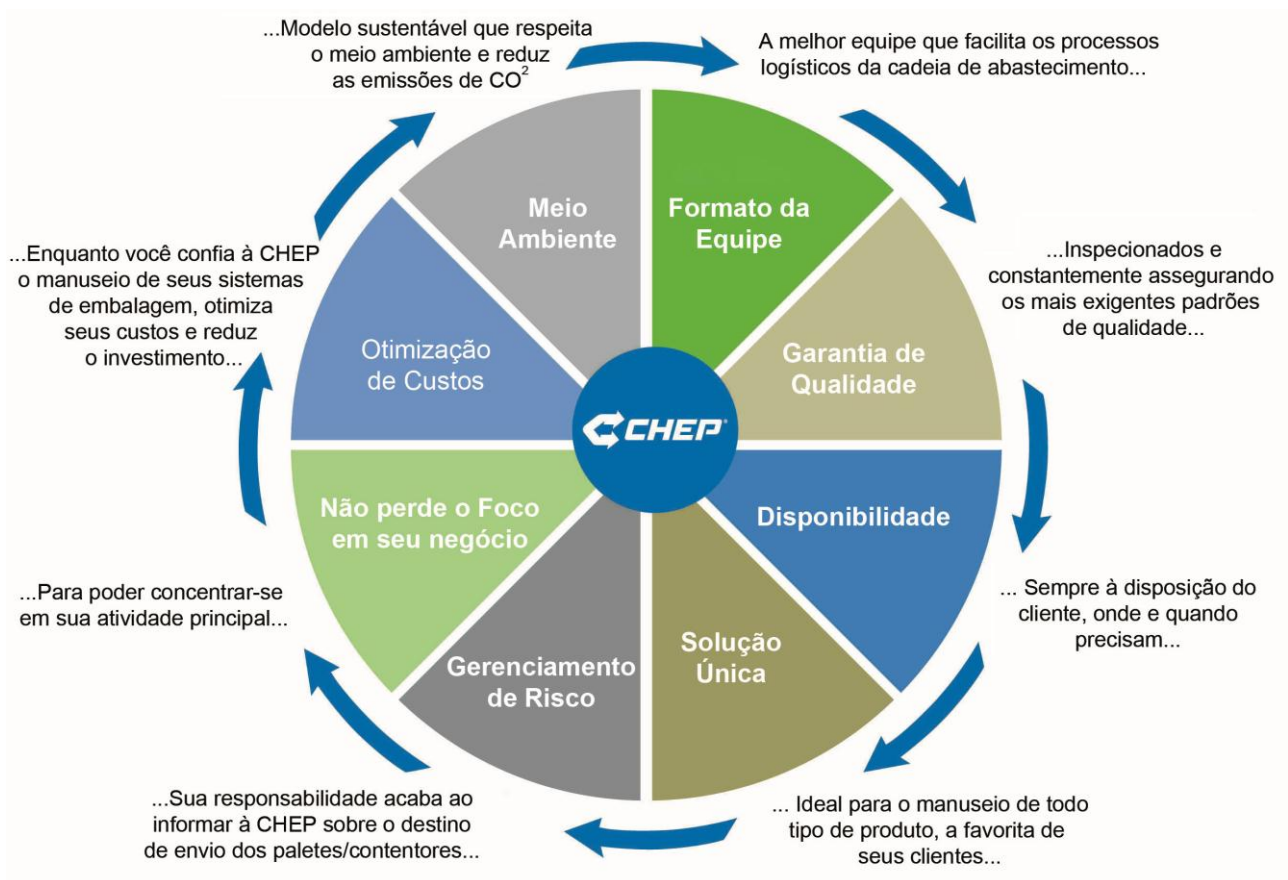 ...Modelo sustentável que respeita
o meio ambiente e reduz
as emissões de CO²
A melhor equipe que facilita os processos
logísticos da cadeia de abastecimento...
Meio
Ambiente
Formato da
Equipe
...Enquanto você confia à CHEP
o manuseio de seus sistemas
de embalagem, otimiza
seus custos e reduz
o investimento...
...Inspecionados e
constantemente assegurando
os mais exigentes padrões
de qualidade...
Otimização
de Custos
Garantia de
Qualidade
CHEP
Não perde o Foco
em seu negócio
Disponibilidade
...Para poder concentrar-se
em sua atividade principal...
... Sempre à disposição do
cliente, onde e quando
precisam...
Gerenciamento
de Risco
Solução
Única
...Sua responsabilidade acaba ao
informar à CHEP sobre o destino
de envio dos paletes/contentores...
... Ideal para o manuseio de todo
tipo de produto, a favorita de
seus clientes...